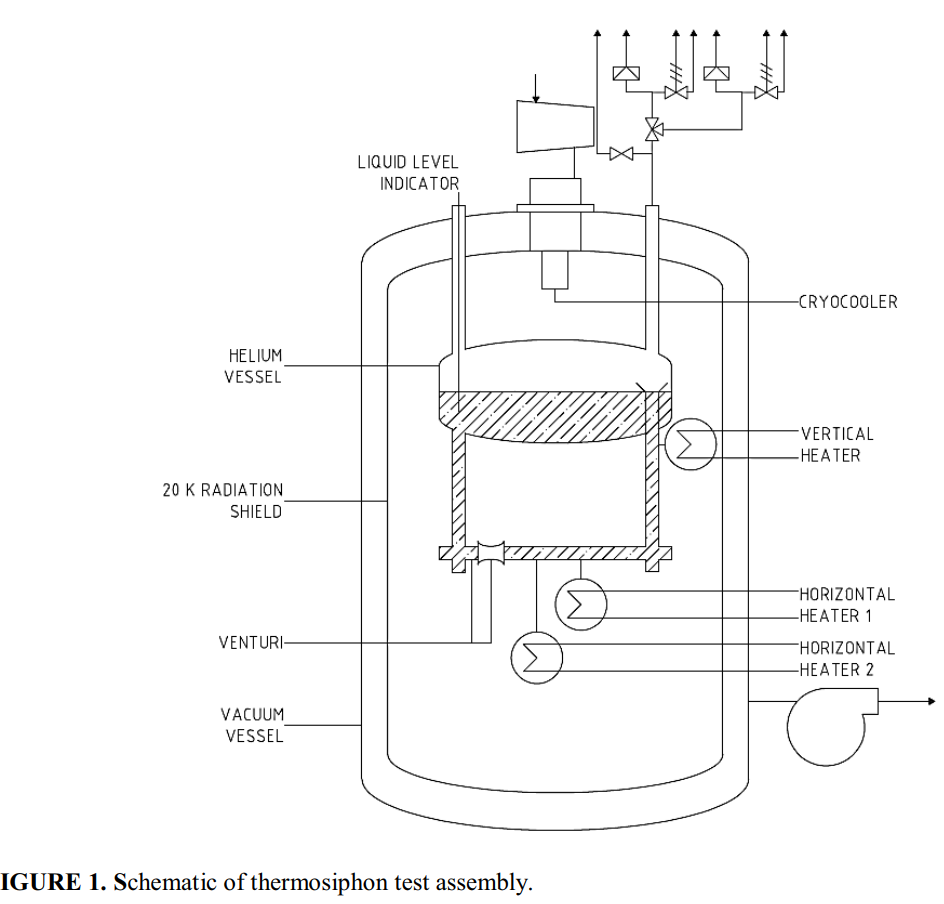 LIQUID LEVEL
INDICATOR
CRYOCOOLER
HELIUM
VESSEL
VERTICAL
HEATER
20 K RADIATION
SHIELD
HORIZONTAL
HEATER 1
VENTURI
HORIZONTAL
HEATER 2
VACUUM
VESSEL
IGURE 1. Schematic of thermosiphon test assembly.